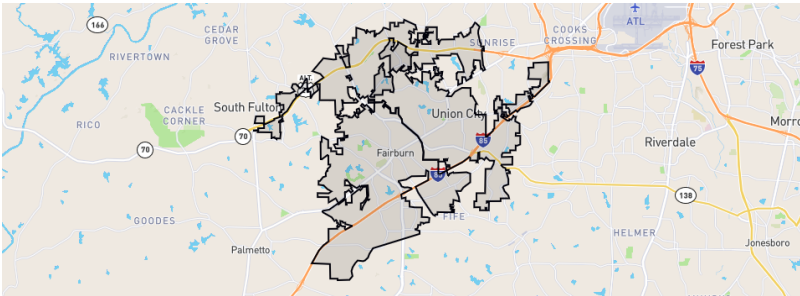 166
CEDAR
GROVE
RIVERTOWN
COOKS
CROSSING
SUNRISE
ATL
Forest Park
75
ALT.
South Fulton
CACKLE
CORNER
RICO
70
70
Union City
85
Morro
Riverdale
Fairburn
85
138
GOODES
FIFE
HELMER
Palmetto
Jonesboro